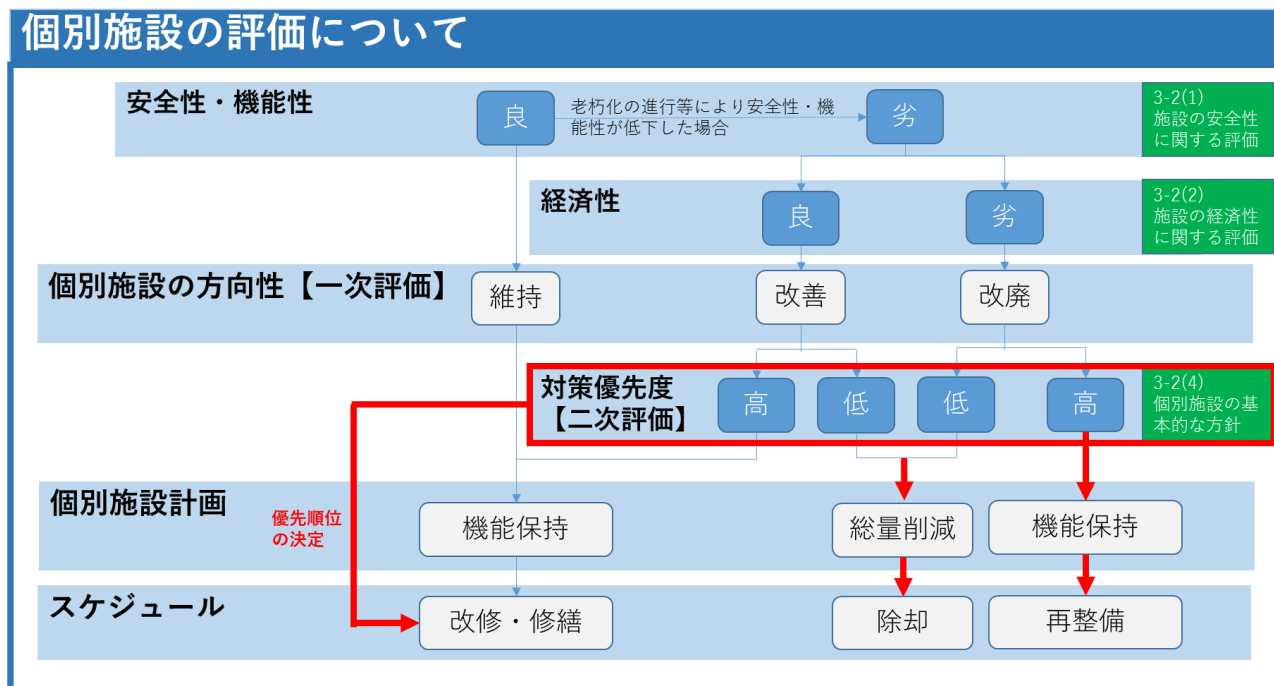 個別施設の評価について
安全性・機能性
良
老朽化の進行等により安全性・機
能性が低下した場合
劣
3-2(1)
施設の安全性
に関する評価
経済性
良
劣
3-2(2)
施設の経済性
に関する評価
個別施設の方向性【一次評価】
維持
改善
改廃
対策優先度
【二次評価】
高
低
低
高
3-2(4)
個別施設の基
本的な方針
個別施設計画
優先順位
の決定
機能保持
総量削減
機能保持
スケジュール
改修・修繕
除却
再整備